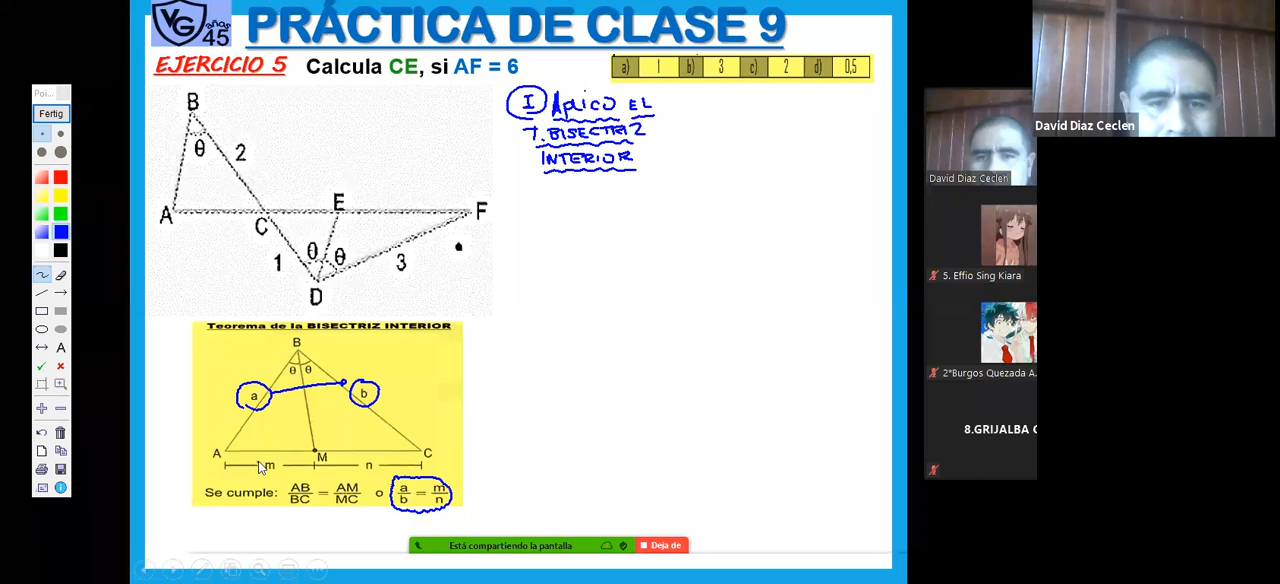 VG
años
45
PRÁCTICA DE CLASE 9
EJERCICIO 5 Calcula CE, si AF = 6
a) 1 b) 3 c) 2 d) 0,5
I APLICO EL
T. BISECTRIZ
INTERIOR
B
θ
2
A
C
E
F
1
θ
θ
3
D
Teorema de la BISECTRIZ INTERIOR
B
θ θ
a
b
A
M
C
m
n
Se cumple: AB/BC = AM/MC o a/b = m/n
Está compartiendo la pantalla
Deja de
Poi...
Fertig
A
David Diaz Ceclen
David Diaz Ceclen
5. Effio Sing Kiara
2°Burgos Quezada A.
8.GRIJALBA